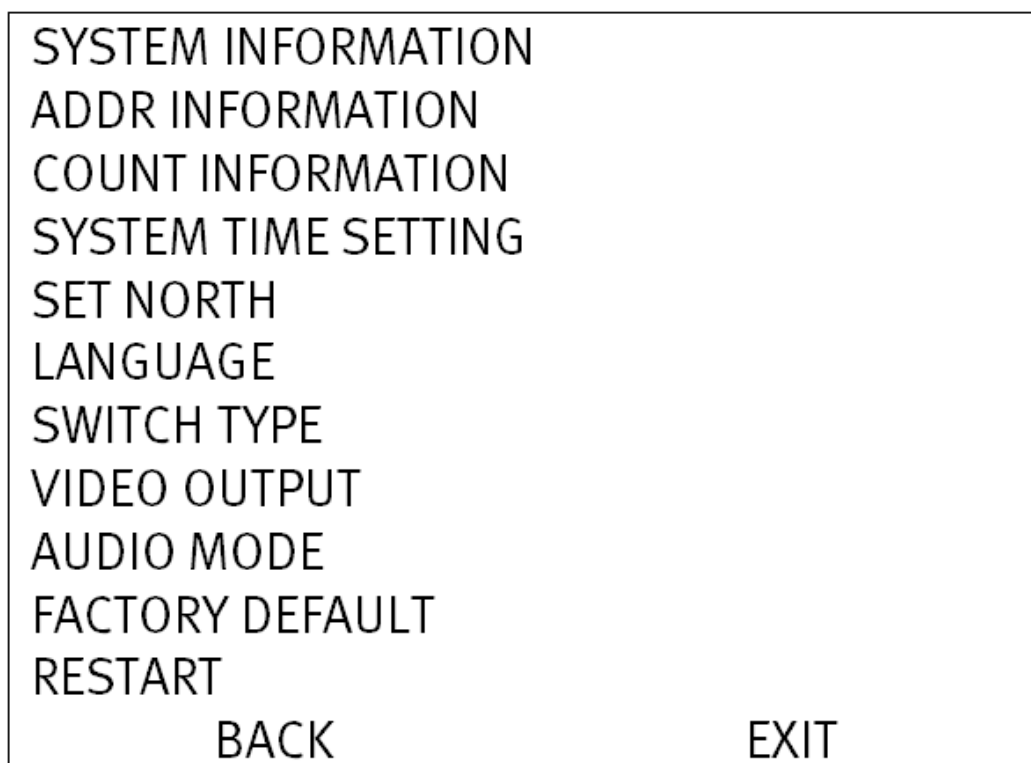 SYSTEM INFORMATION
ADDR INFORMATION
COUNT INFORMATION
SYSTEM TIME SETTING
SET NORTH
LANGUAGE
SWITCH TYPE
VIDEO OUTPUT
AUDIO MODE
FACTORY DEFAULT
RESTART
BACK EXIT